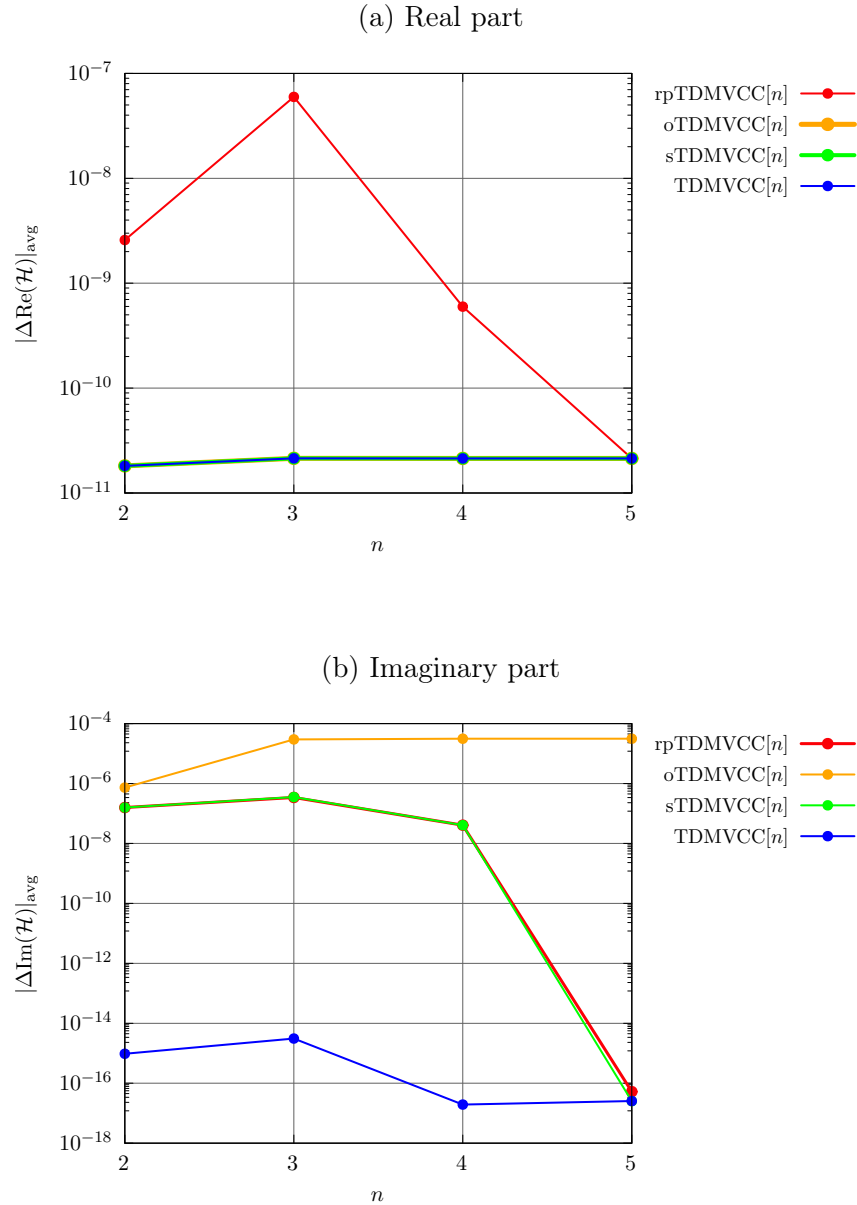 (a) Real part
|ΔRe(ℋ)|avg
10⁻⁷
10⁻⁸
10⁻⁹
10⁻¹⁰
10⁻¹¹
2 3 4 5
n
rpTDMVCC[n]
oTDMVCC[n]
sTDMVCC[n]
TDMVCC[n]
(b) Imaginary part
|ΔIm(ℋ)|avg
10⁻⁴
10⁻⁶
10⁻⁸
10⁻¹⁰
10⁻¹²
10⁻¹⁴
10⁻¹⁶
10⁻¹⁸
2 3 4 5
n
rpTDMVCC[n]
oTDMVCC[n]
sTDMVCC[n]
TDMVCC[n]